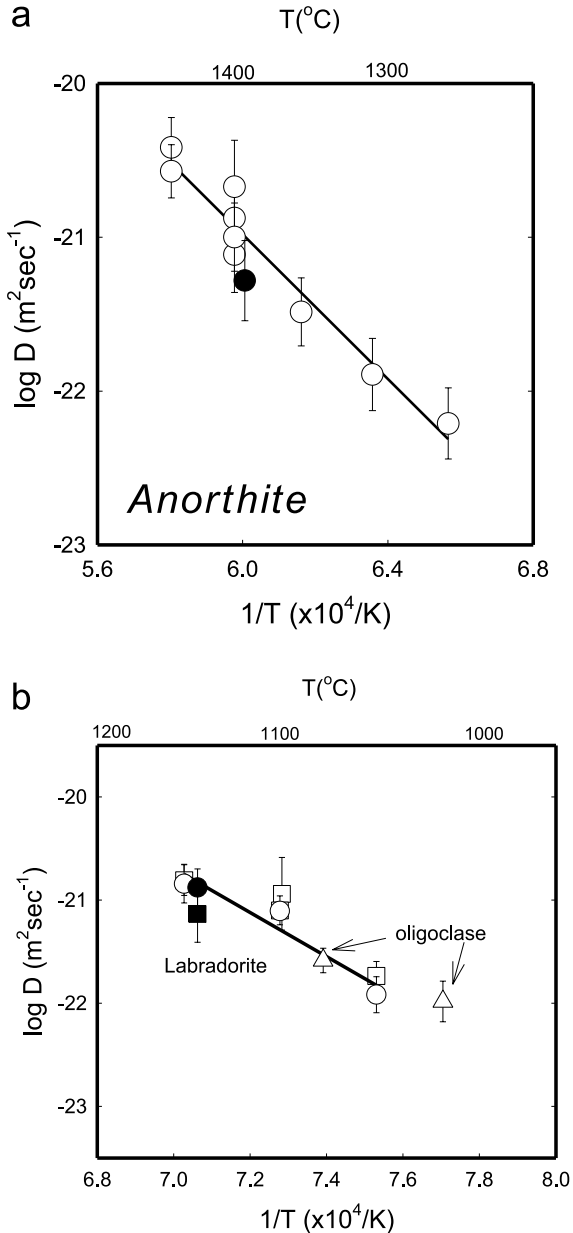 a
T(°C)
1400
1300
-20
-21
-22
-23
log D (m²sec⁻¹)
Anorthite
5.6
6.0
6.4
6.8
1/T (x10⁴/K)
b
T(°C)
1200
1100
1000
-20
-21
-22
-23
log D (m²sec⁻¹)
oligoclase
Labradorite
6.8
7.0
7.2
7.4
7.6
7.8
8.0
1/T (x10⁴/K)